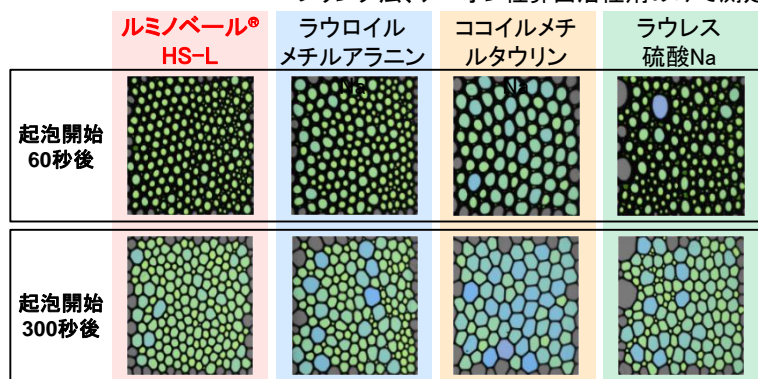 ルミノベール®
HS-L
ラウロイル
メチルアラニン
Na
ココイルメチ
ルタウリン
Na
ラウレス
硫酸Na
起泡開始
60秒後
起泡開始
300秒後